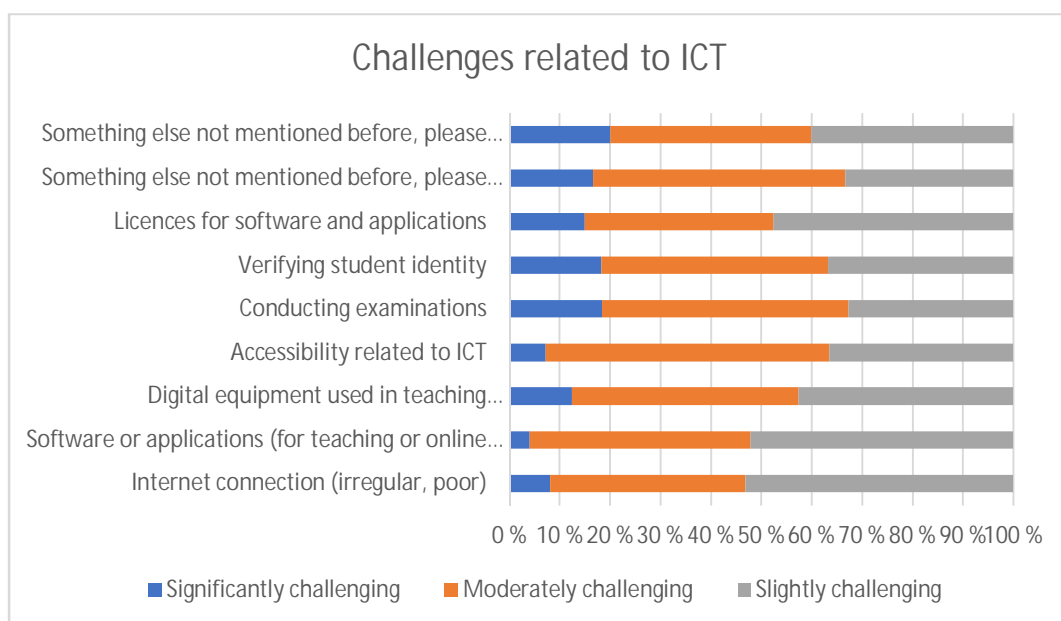 Challenges related to ICT
Something else not mentioned before, please...
Something else not mentioned before, please...
Licences for software and applications
Verifying student identity
Conducting examinations
Accessibility related to ICT
Digital equipment used in teaching...
Software or applications (for teaching or online...
Internet connection (irregular, poor)
0 % 10 % 20 % 30 % 40 % 50 % 60 % 70 % 80 % 90 % 100 %
Significantly challenging Moderately challenging Slightly challenging